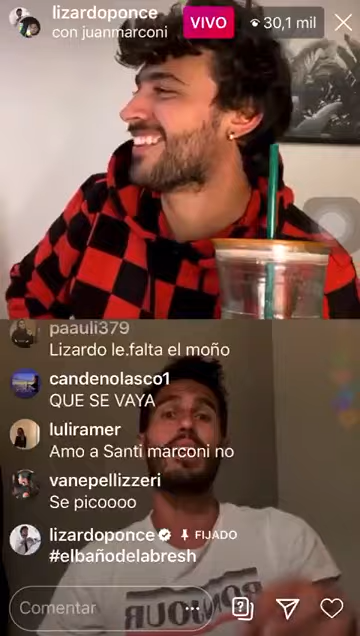 lizardoponce
con juanmarconi
VIVO
30,1 mil
paauli379
Lizardo le.falta el moño
candenolasco1
QUE SE VAYA
luliramer
Amo a Santi marconi no
vanepellizzeri
Se picoooo
lizardoponce FIJADO
#elbañodelabresh
BONJOUR
Comentar